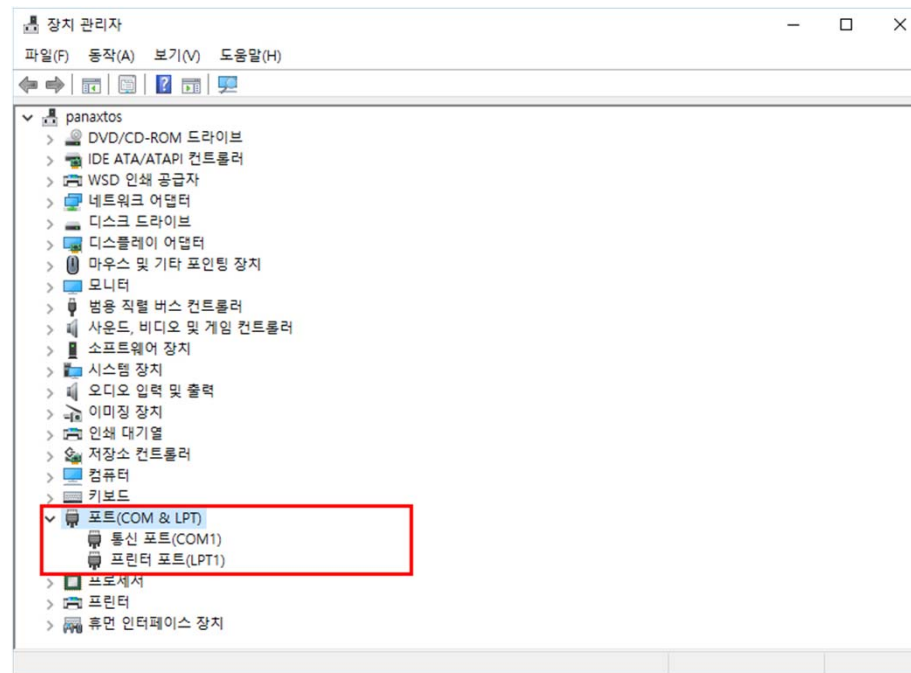 장치 관리자
파일(F) 동작(A) 보기(V) 도움말(H)
panaxtos
DVD/CD-ROM 드라이브
IDE ATA/ATAPI 컨트롤러
WSD 인쇄 공급자
네트워크 어댑터
디스크 드라이브
디스플레이 어댑터
마우스 및 기타 포인팅 장치
모니터
범용 직렬 버스 컨트롤러
사운드, 비디오 및 게임 컨트롤러
소프트웨어 장치
시스템 장치
오디오 입력 및 출력
이미징 장치
인쇄 대기열
저장소 컨트롤러
컴퓨터
키보드
포트(COM & LPT)
통신 포트(COM1)
프린터 포트(LPT1)
프로세서
프린터
휴먼 인터페이스 장치